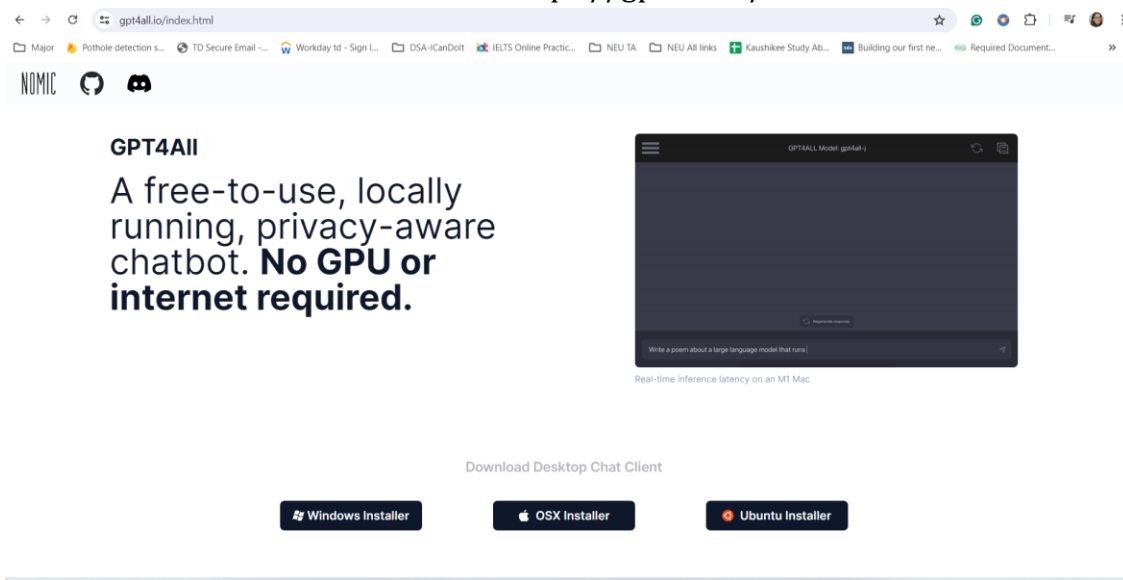 gpt4all.io/index.html
Major Pothole detection s... TD Secure Email -... Workday td - Sign I... DSA-ICanDoIt IELTS Online Practic... NEU TA NEU All links Kaushikee Study Ab... Building our first ne... Required Document... »
NOMIC
GPT4All
A free-to-use, locally
running, privacy-aware
chatbot. No GPU or
internet required.
GPT4ALL Model: gpt4all-j
Regenerate response
Write a poem about a large language model that runs
Real-time inference latency on an M1 Mac
Download Desktop Chat Client
Windows Installer OSX Installer Ubuntu Installer